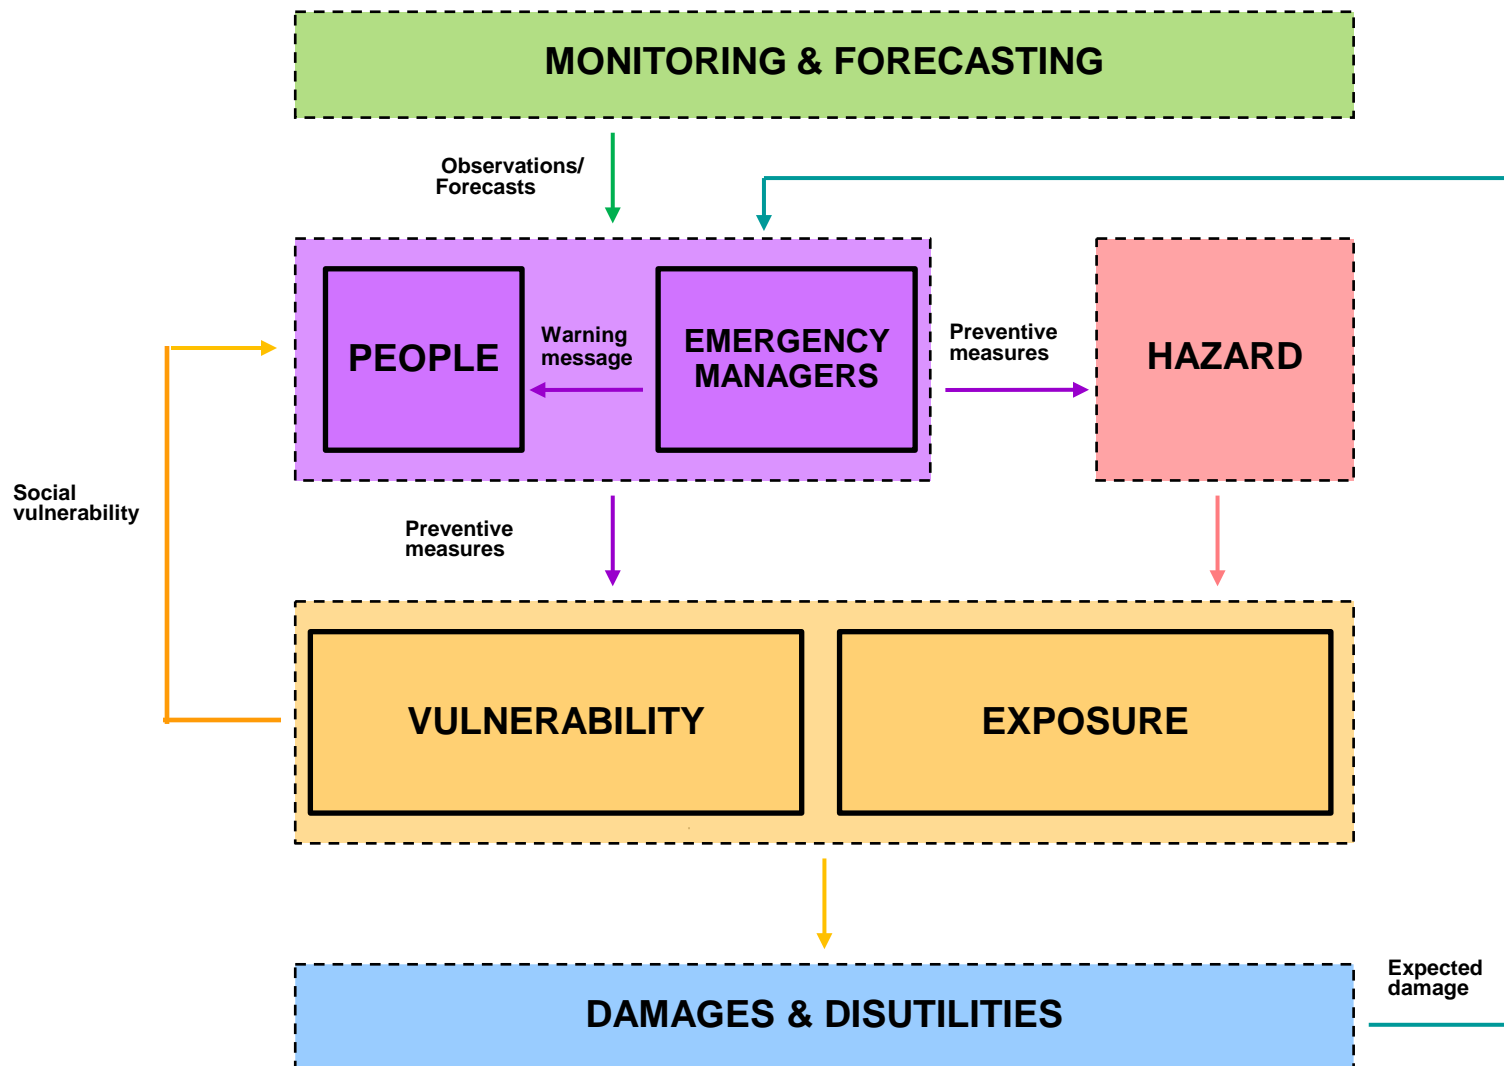 MONITORING & FORECASTING
Observations/
Forecasts
PEOPLE
Warning
message
EMERGENCY
MANAGERS
Preventive
measures
HAZARD
Social
vulnerability
Preventive
measures
VULNERABILITY
EXPOSURE
Expected
damage
DAMAGES & DISUTILITIES